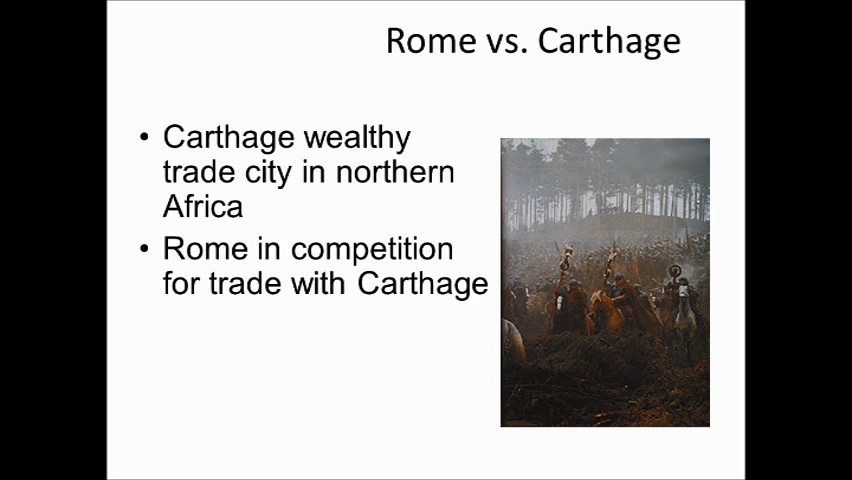 Rome vs. Carthage
• Carthage wealthy
trade city in northern
Africa
• Rome in competition
for trade with Carthage